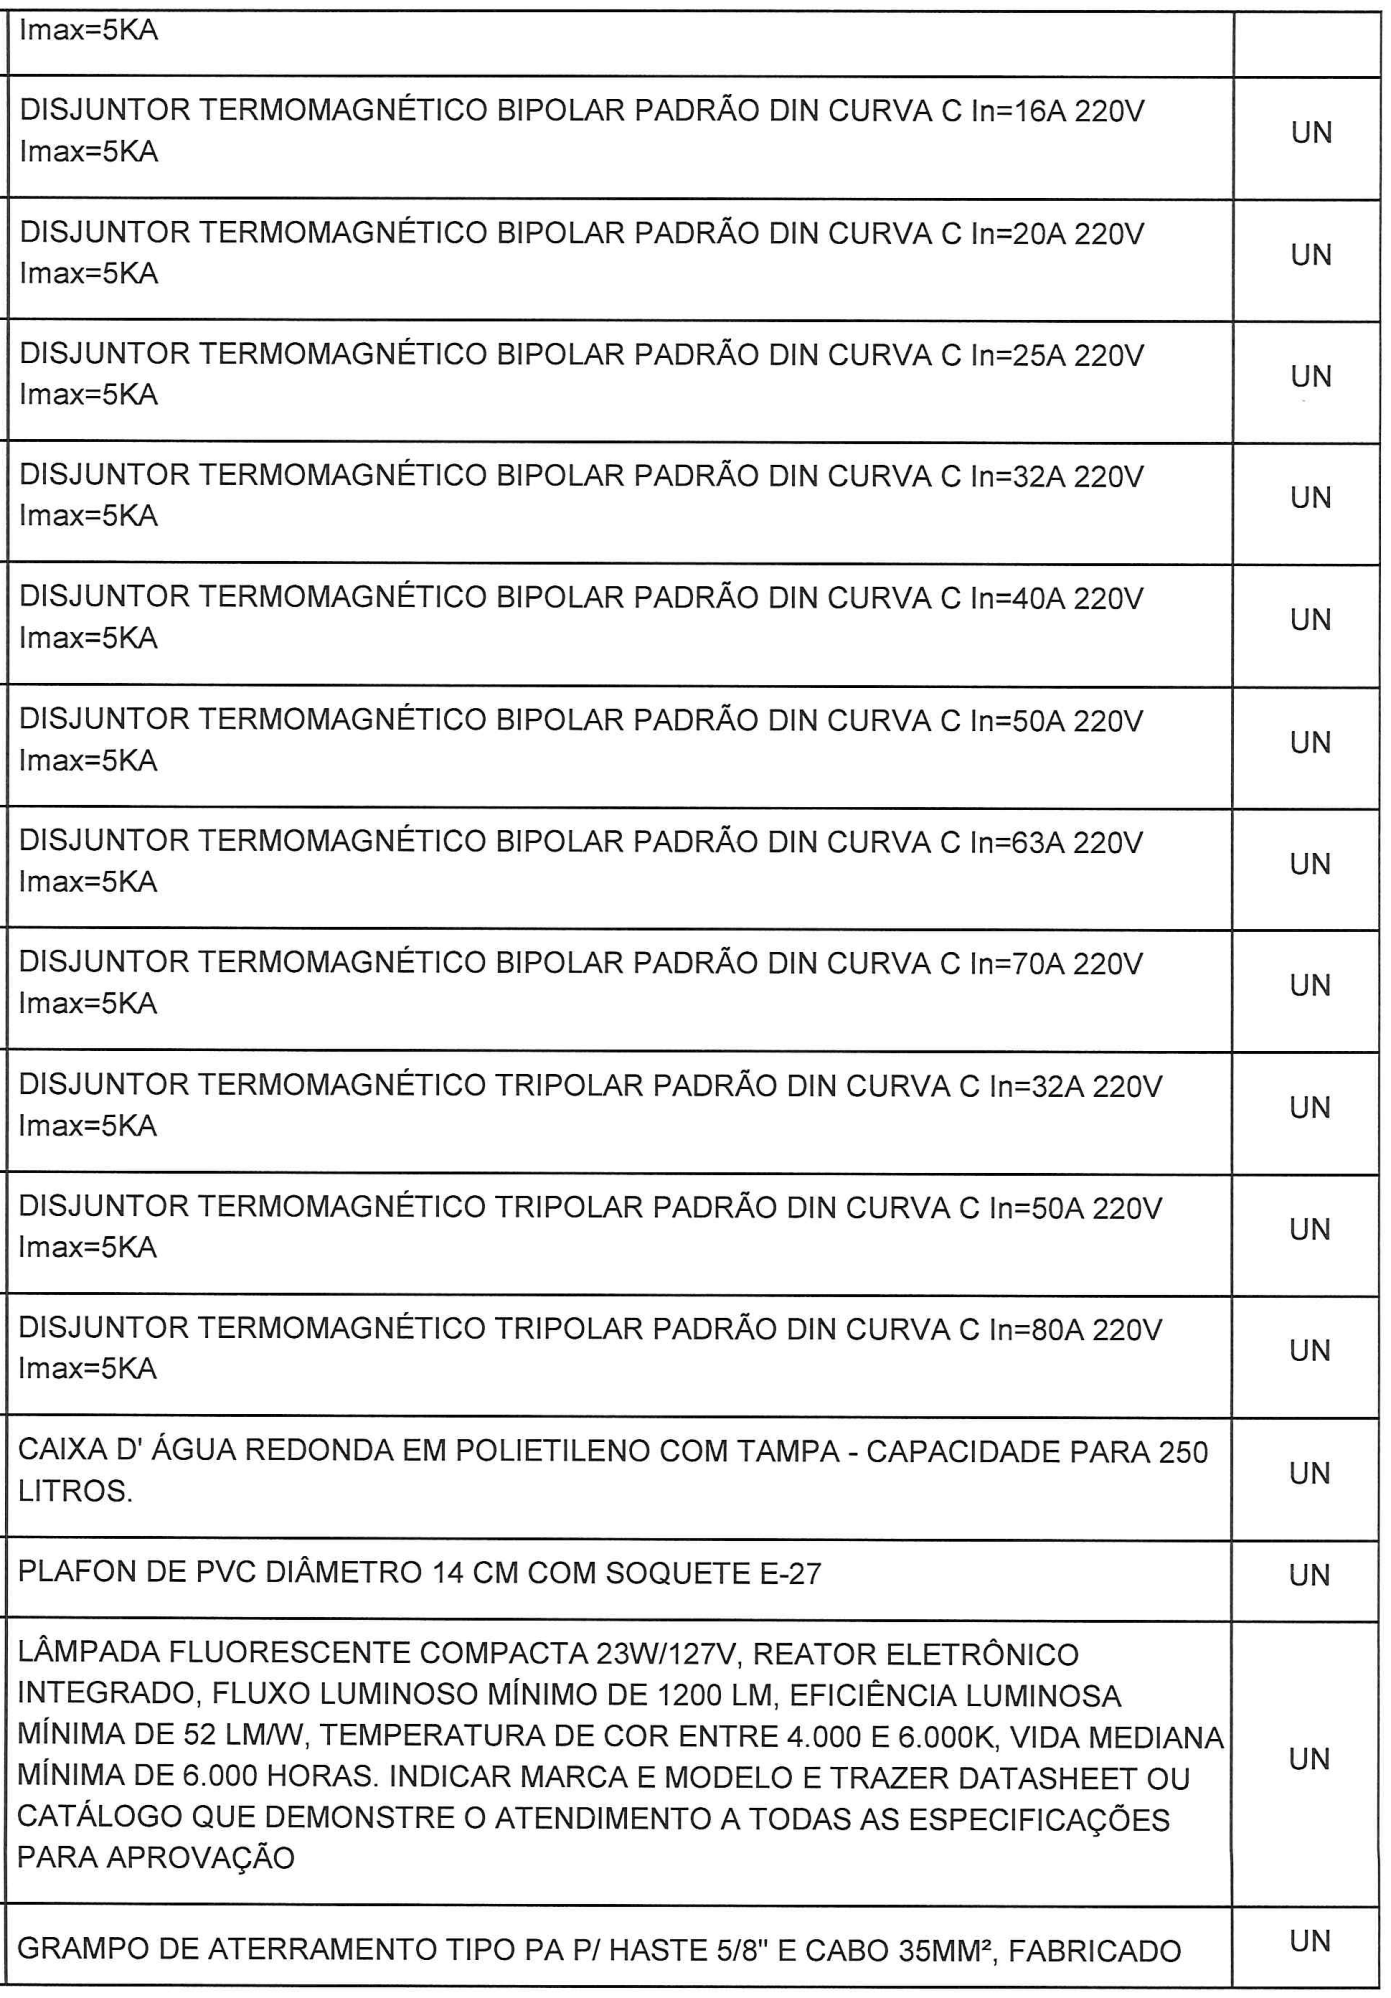 Imax=5KA
DISJUNTOR TERMOMAGNÉTICO BIPOLAR PADRÃO DIN CURVA C In=16A 220V
Imax=5KA
UN
DISJUNTOR TERMOMAGNÉTICO BIPOLAR PADRÃO DIN CURVA C In=20A 220V
Imax=5KA
UN
DISJUNTOR TERMOMAGNÉTICO BIPOLAR PADRÃO DIN CURVA C In=25A 220V
Imax=5KA
UN
DISJUNTOR TERMOMAGNÉTICO BIPOLAR PADRÃO DIN CURVA C In=32A 220V
Imax=5KA
UN
DISJUNTOR TERMOMAGNÉTICO BIPOLAR PADRÃO DIN CURVA C In=40A 220V
Imax=5KA
UN
DISJUNTOR TERMOMAGNÉTICO BIPOLAR PADRÃO DIN CURVA C In=50A 220V
Imax=5KA
UN
DISJUNTOR TERMOMAGNÉTICO BIPOLAR PADRÃO DIN CURVA C In=63A 220V
Imax=5KA
UN
DISJUNTOR TERMOMAGNÉTICO BIPOLAR PADRÃO DIN CURVA C In=70A 220V
Imax=5KA
UN
DISJUNTOR TERMOMAGNÉTICO TRIPOLAR PADRÃO DIN CURVA C In=32A 220V
Imax=5KA
UN
DISJUNTOR TERMOMAGNÉTICO TRIPOLAR PADRÃO DIN CURVA C In=50A 220V
Imax=5KA
UN
DISJUNTOR TERMOMAGNÉTICO TRIPOLAR PADRÃO DIN CURVA C In=80A 220V
Imax=5KA
UN
CAIXA D' ÁGUA REDONDA EM POLIETILENO COM TAMPA - CAPACIDADE PARA 250
LITROS.
UN
PLAFON DE PVC DIÂMETRO 14 CM COM SOQUETE E-27
UN
LÂMPADA FLUORESCENTE COMPACTA 23W/127V, REATOR ELETRÔNICO
INTEGRADO, FLUXO LUMINOSO MÍNIMO DE 1200 LM, EFICIÊNCIA LUMINOSA
MÍNIMA DE 52 LM/W, TEMPERATURA DE COR ENTRE 4.000 E 6.000K, VIDA MEDIANA
MÍNIMA DE 6.000 HORAS. INDICAR MARCA E MODELO E TRAZER DATASHEET OU
CATÁLOGO QUE DEMONSTRE O ATENDIMENTO A TODAS AS ESPECIFICAÇÕES
PARA APROVAÇÃO
UN
GRAMPO DE ATERRAMENTO TIPO PA P/ HASTE 5/8" E CABO 35MM², FABRICADO
UN